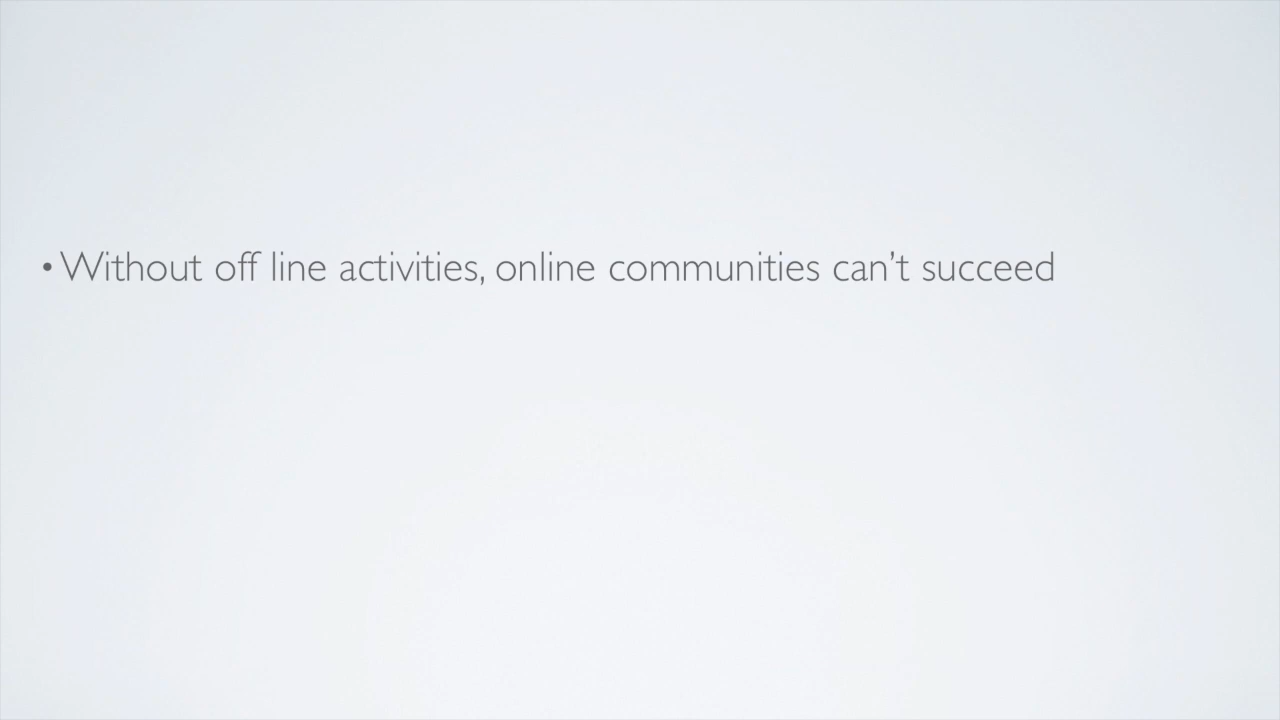 • Without off line activities, online communities can’t succeed